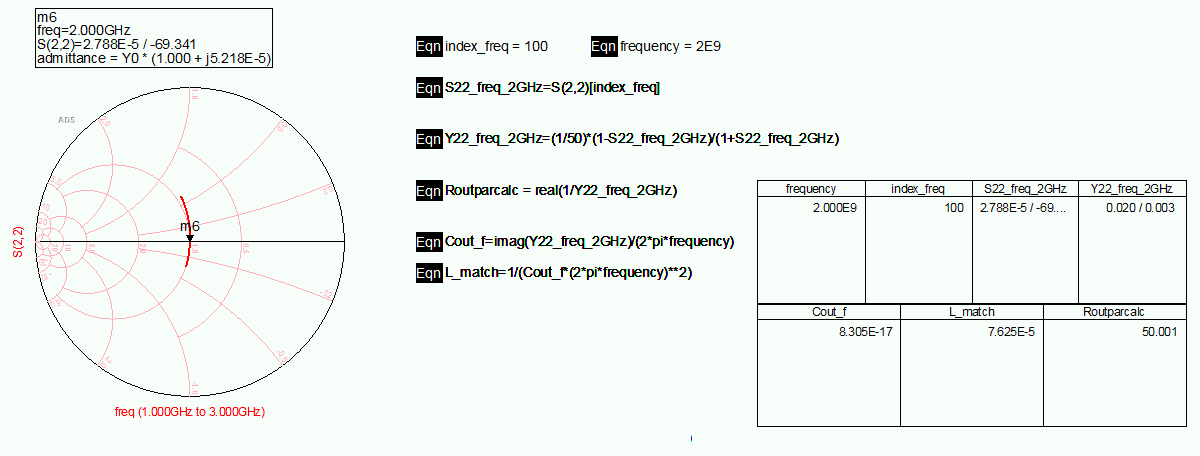 m6
freq=2.000GHz
S(2,2)=2.788E-5 / -69.341
admittance = Y0 * (1.000 + j5.218E-5)
Eqn index_freq = 100
Eqn frequency = 2E9
Eqn S22_freq_2GHz=S(2,2)[index_freq]
Eqn Y22_freq_2GHz=(1/50)*(1-S22_freq_2GHz)/(1+S22_freq_2GHz)
Eqn Routparcalc = real(1/Y22_freq_2GHz)
Eqn Cout_f=imag(Y22_freq_2GHz)/(2*pi*frequency)
Eqn L_match=1/(Cout_f*(2*pi*frequency)**2)
ADS
m6
S(2,2)
freq (1.000GHz to 3.000GHz)
frequency index_freq S22_freq_2GHz Y22_freq_2GHz
2.000E9 100 2.788E-5 / -69.... 0.020 / 0.003
Cout_f L_match Routparcalc
8.305E-17 7.625E-5 50.001